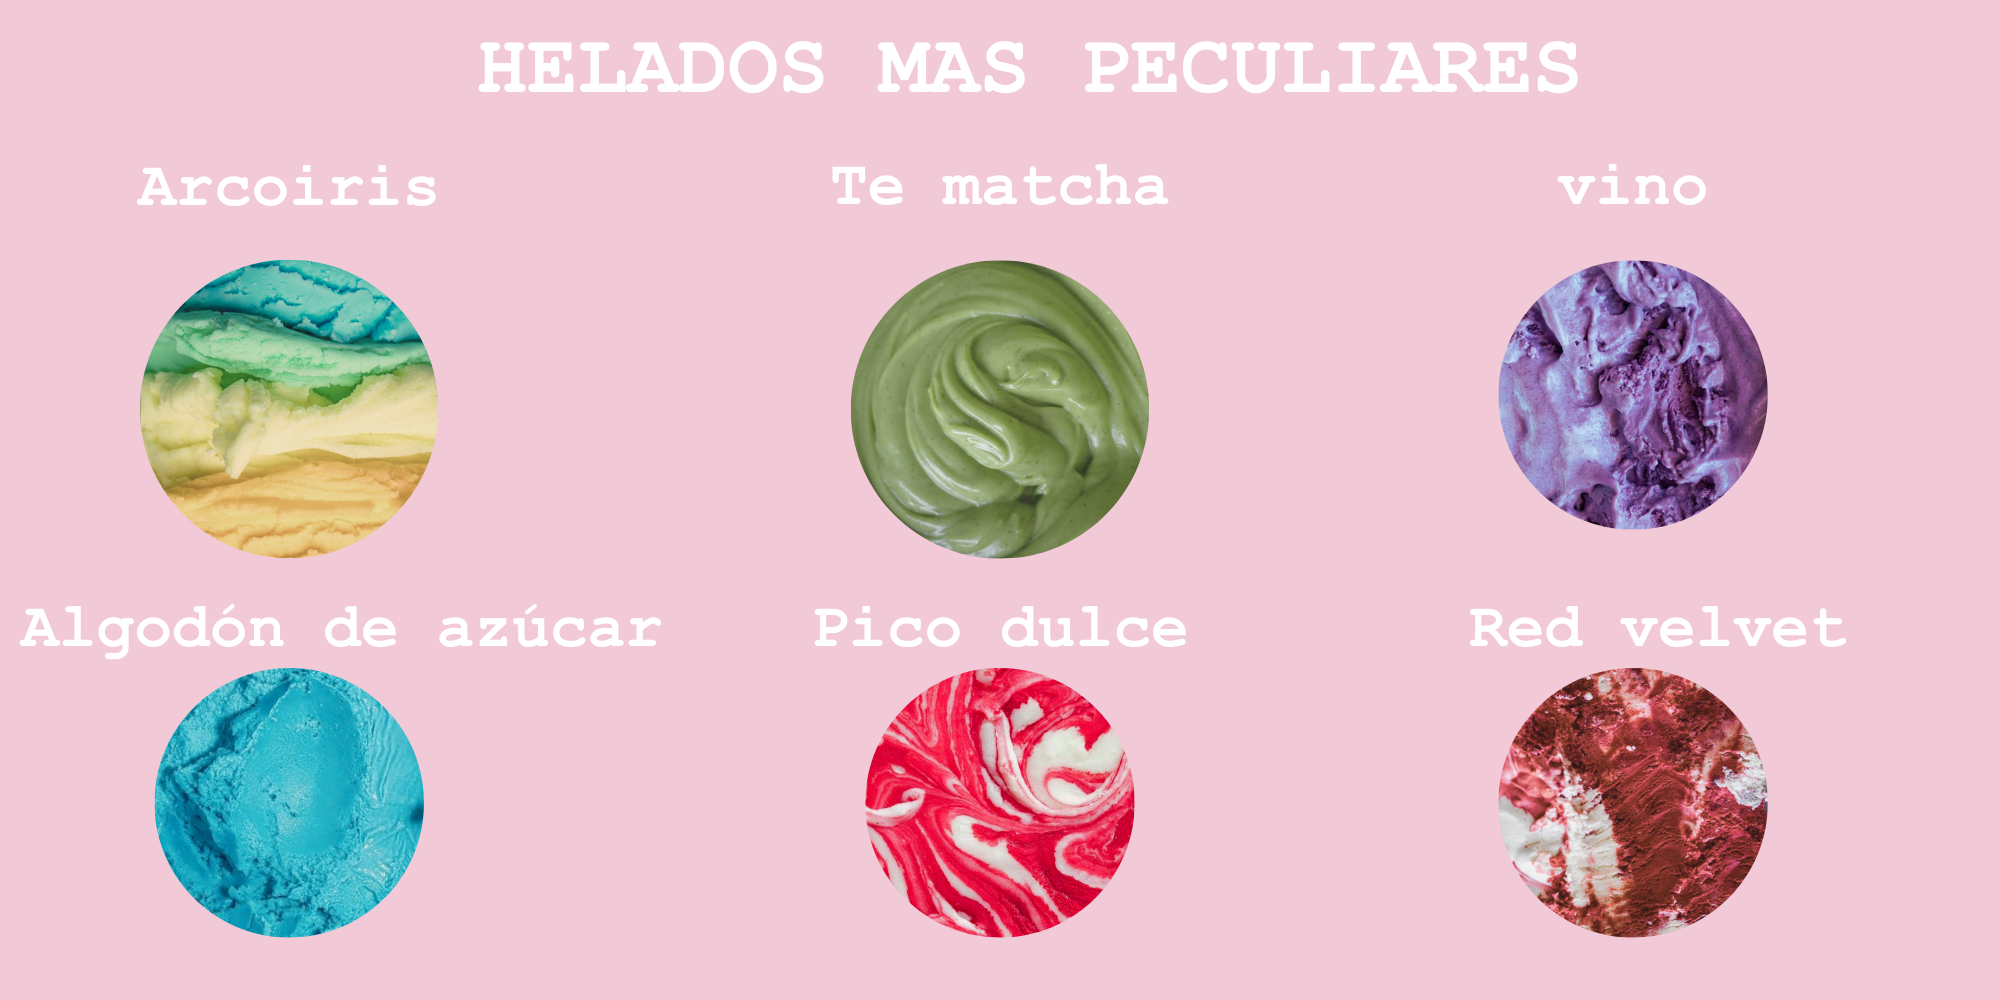 HELADOS MAS PECULIARES
Arcoiris
Te matcha
vino
Algodón de azúcar
Pico dulce
Red velvet